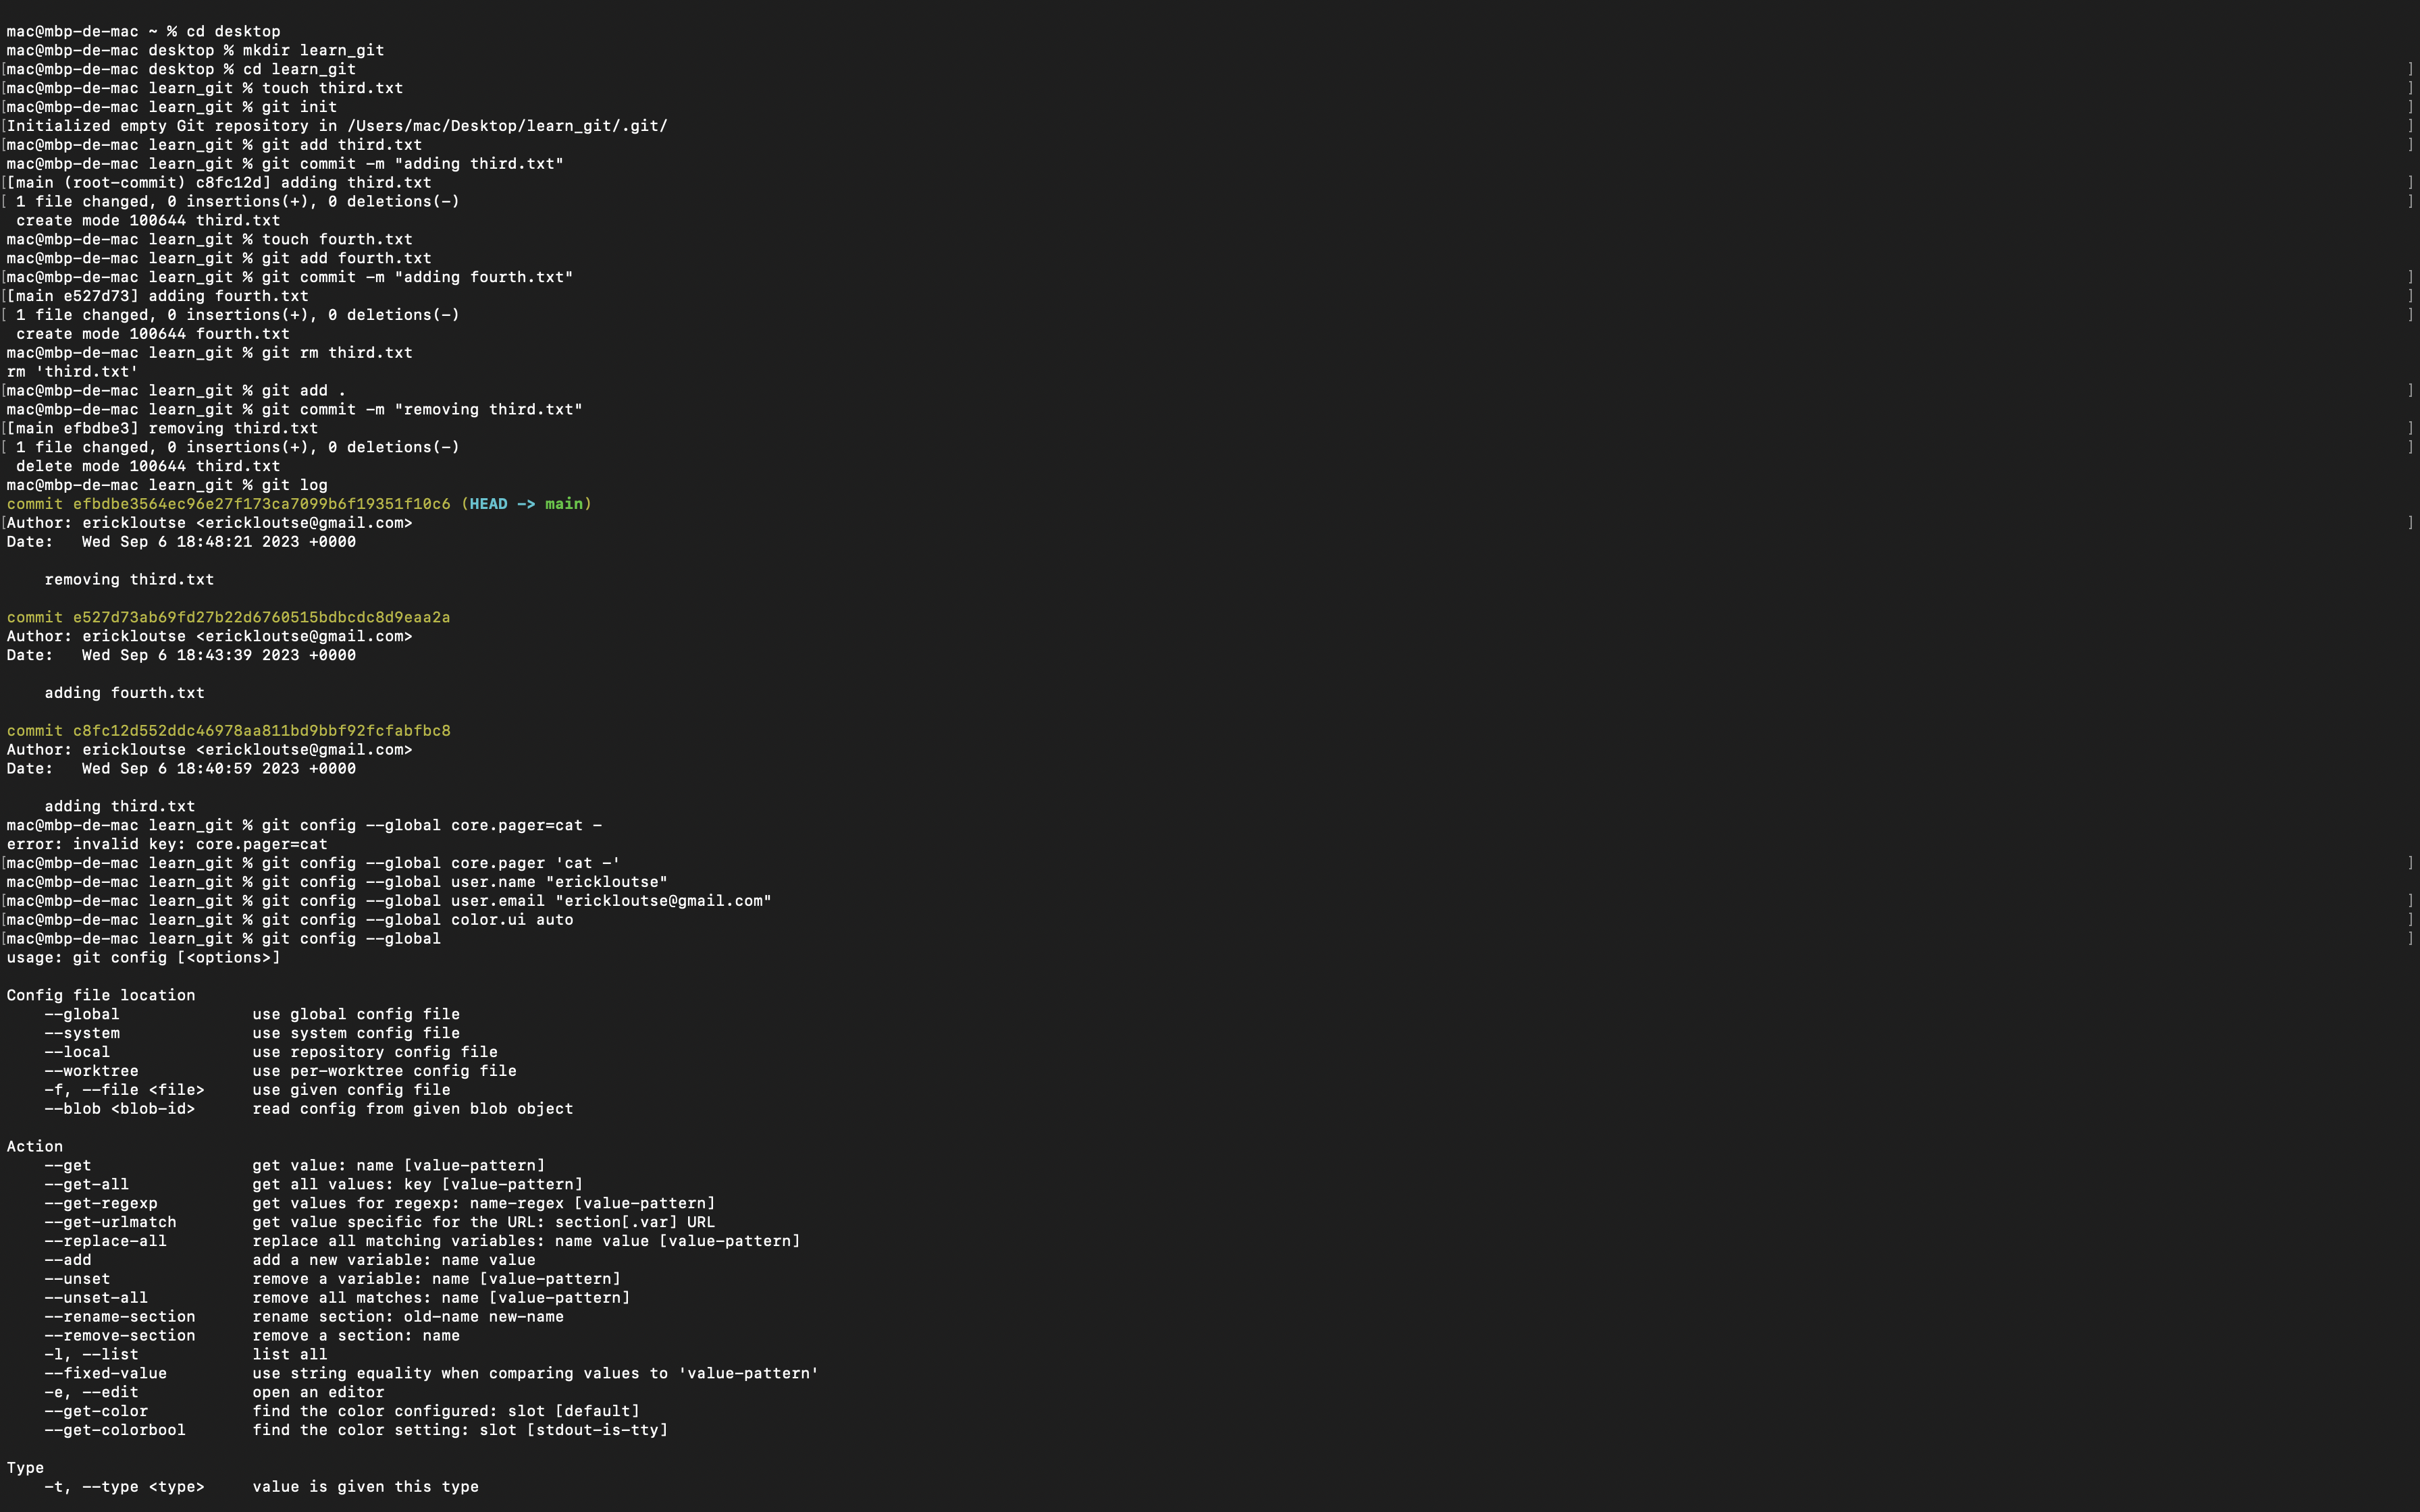 mac@mbp-de-mac ~ % cd desktop
mac@mbp-de-mac desktop % mkdir learn_git
[mac@mbp-de-mac desktop % cd learn_git ]
[mac@mbp-de-mac learn_git % touch third.txt ]
[mac@mbp-de-mac learn_git % git init ]
[Initialized empty Git repository in /Users/mac/Desktop/learn_git/.git/ ]
[mac@mbp-de-mac learn_git % git add third.txt ]
mac@mbp-de-mac learn_git % git commit -m "adding third.txt"
[[main (root-commit) c8fc12d] adding third.txt ]
[ 1 file changed, 0 insertions(+), 0 deletions(-) ]
 create mode 100644 third.txt
mac@mbp-de-mac learn_git % touch fourth.txt
mac@mbp-de-mac learn_git % git add fourth.txt
[mac@mbp-de-mac learn_git % git commit -m "adding fourth.txt" ]
[[main e527d73] adding fourth.txt ]
[ 1 file changed, 0 insertions(+), 0 deletions(-) ]
 create mode 100644 fourth.txt
mac@mbp-de-mac learn_git % git rm third.txt
rm 'third.txt'
[mac@mbp-de-mac learn_git % git add . ]
mac@mbp-de-mac learn_git % git commit -m "removing third.txt"
[[main efbdbe3] removing third.txt ]
[ 1 file changed, 0 insertions(+), 0 deletions(-) ]
 delete mode 100644 third.txt
mac@mbp-de-mac learn_git % git log
commit efbdbe3564ec96e27f173ca7099b6f19351f10c6 (HEAD -> main)
[Author: erickloutse <erickloutse@gmail.com> ]
Date:   Wed Sep 6 18:48:21 2023 +0000

    removing third.txt

commit e527d73ab69fd27b22d6760515bdbcdc8d9eaa2a
Author: erickloutse <erickloutse@gmail.com>
Date:   Wed Sep 6 18:43:39 2023 +0000

    adding fourth.txt

commit c8fc12d552ddc46978aa811bd9bbf92fcfabfbc8
Author: erickloutse <erickloutse@gmail.com>
Date:   Wed Sep 6 18:40:59 2023 +0000

    adding third.txt
mac@mbp-de-mac learn_git % git config --global core.pager=cat -
error: invalid key: core.pager=cat
[mac@mbp-de-mac learn_git % git config --global core.pager 'cat -' ]
mac@mbp-de-mac learn_git % git config --global user.name "erickloutse"
[mac@mbp-de-mac learn_git % git config --global user.email "erickloutse@gmail.com" ]
[mac@mbp-de-mac learn_git % git config --global color.ui auto ]
[mac@mbp-de-mac learn_git % git config --global ]
usage: git config [<options>]

Config file location
    --global              use global config file
    --system              use system config file
    --local               use repository config file
    --worktree            use per-worktree config file
    -f, --file <file>     use given config file
    --blob <blob-id>      read config from given blob object

Action
    --get                 get value: name [value-pattern]
    --get-all             get all values: key [value-pattern]
    --get-regexp          get values for regexp: name-regex [value-pattern]
    --get-urlmatch        get value specific for the URL: section[.var] URL
    --replace-all         replace all matching variables: name value [value-pattern]
    --add                 add a new variable: name value
    --unset               remove a variable: name [value-pattern]
    --unset-all           remove all matches: name [value-pattern]
    --rename-section      rename section: old-name new-name
    --remove-section      remove a section: name
    -l, --list            list all
    --fixed-value         use string equality when comparing values to 'value-pattern'
    -e, --edit            open an editor
    --get-color           find the color configured: slot [default]
    --get-colorbool       find the color setting: slot [stdout-is-tty]

Type
    -t, --type <type>     value is given this type